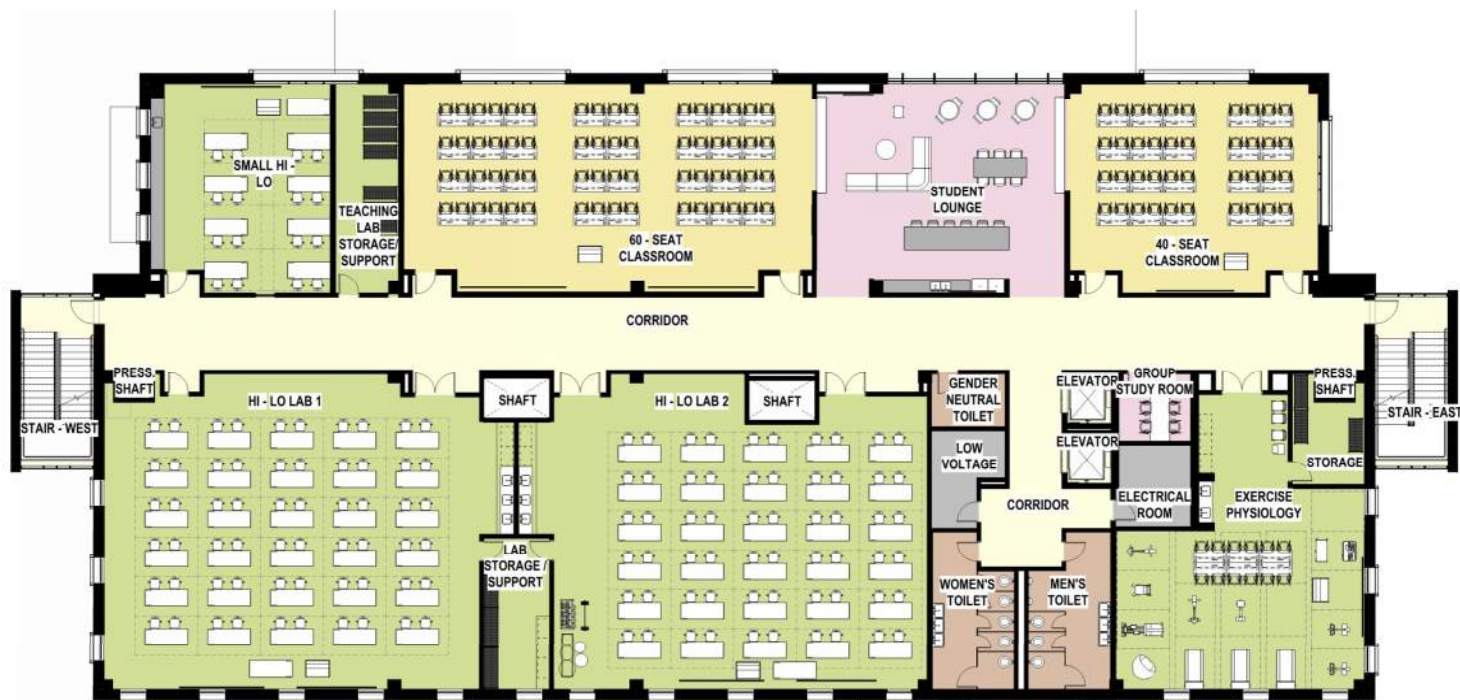 SMALL HI -
LO
TEACHING
LAB
STORAGE/
SUPPORT
60 - SEAT
CLASSROOM
STUDENT
LOUNGE
40 - SEAT
CLASSROOM
CORRIDOR
PRESS.
SHAFT
STAIR - WEST
HI - LO LAB 1
SHAFT
HI - LO LAB 2
SHAFT
LAB
STORAGE /
SUPPORT
GENDER
NEUTRAL
TOILET
LOW
VOLTAGE
ELEVATOR
ELEVATOR
GROUP
STUDY ROOM
PRESS.
SHAFT
STAIR - EAST
STORAGE
CORRIDOR
ELECTRICAL
ROOM
EXERCISE
PHYSIOLOGY
WOMEN'S
TOILET
MEN'S
TOILET